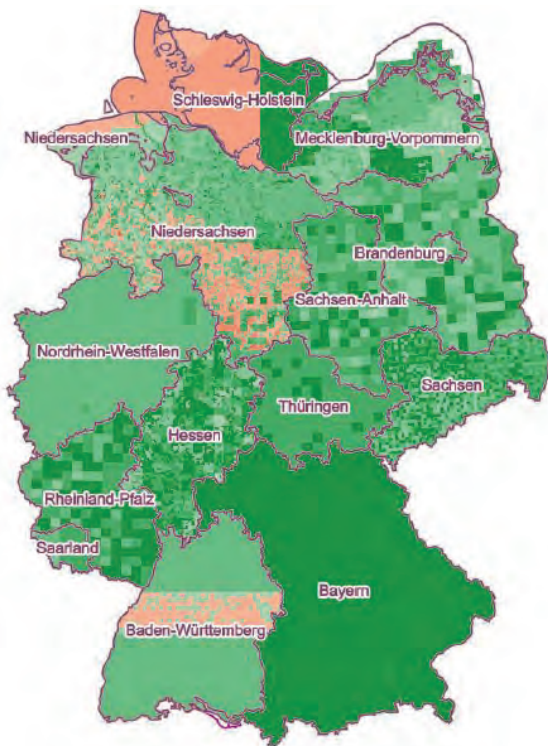 Schleswig-Holstein
Niedersachsen
Mecklenburg-Vorpommern
Niedersachsen
Brandenburg
Sachsen-Anhalt
Nordrhein-Westfalen
Sachsen
Thüringen
Hessen
Rheinland-Pfalz
Saarland
Bayern
Baden-Württemberg